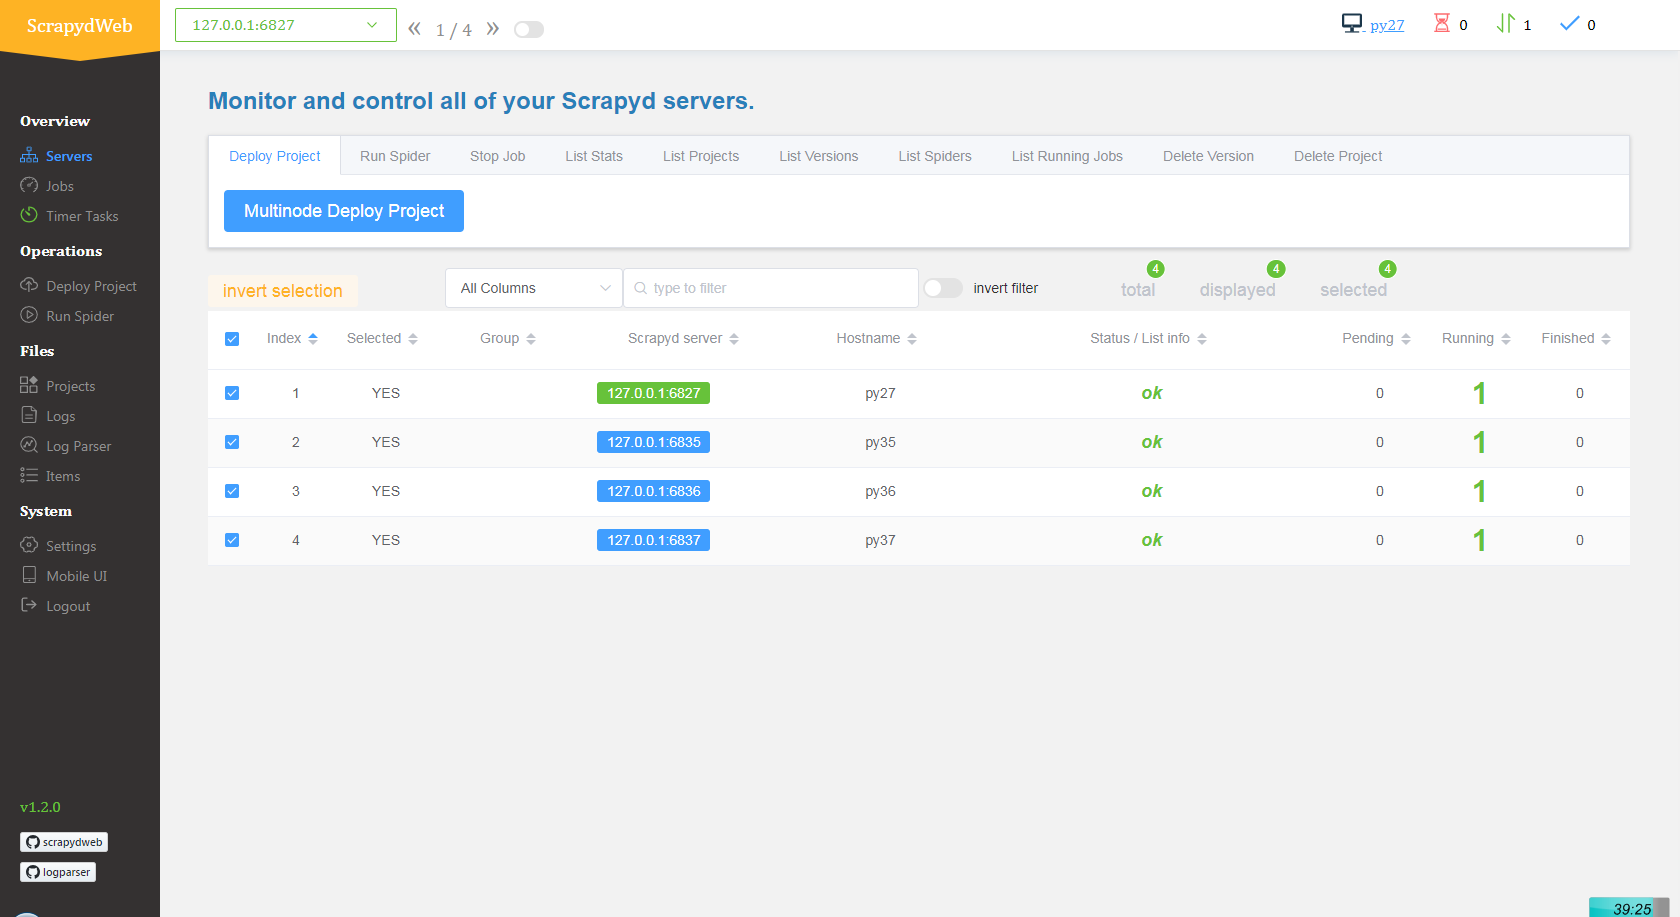 ScrapydWeb
127.0.0.1:6827
« 1 / 4 »
py27 0 1 0
Overview
Servers
Jobs
Timer Tasks
Operations
Deploy Project
Run Spider
Files
Projects
Logs
Log Parser
Items
System
Settings
Mobile UI
Logout
v1.2.0
scrapydweb
logparser
Monitor and control all of your Scrapyd servers.
Deploy Project Run Spider Stop Job List Stats List Projects List Versions List Spiders List Running Jobs Delete Version Delete Project
Multinode Deploy Project
invert selection All Columns type to filter invert filter total 4 displayed 4 selected 4
Index Selected Group Scrapyd server Hostname Status / List info Pending Running Finished
1 YES 127.0.0.1:6827 py27 ok 0 1 0
2 YES 127.0.0.1:6835 py35 ok 0 1 0
3 YES 127.0.0.1:6836 py36 ok 0 1 0
4 YES 127.0.0.1:6837 py37 ok 0 1 0
39:25